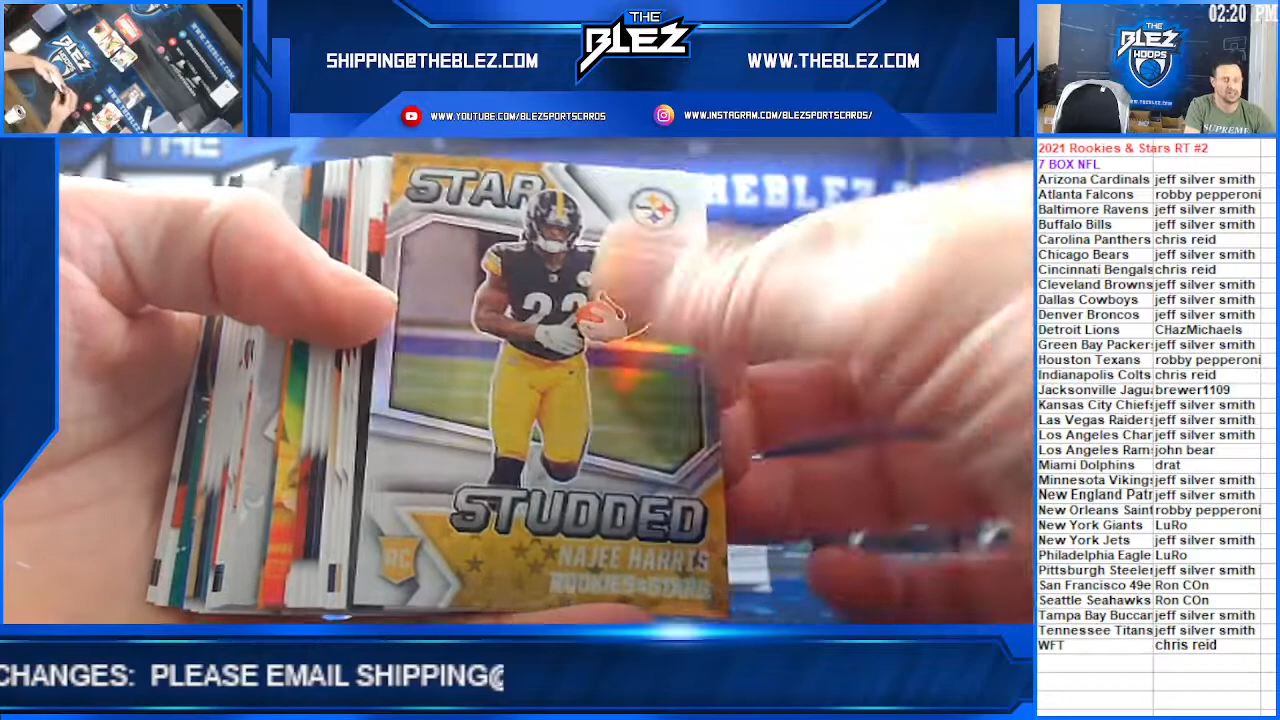 THE
BLEZ
SHIPPING@THEBLEZ.COM
WWW.THEBLEZ.COM
WWW.YOUTUBE.COM/BLEZSPORTSCARDS
WWW.INSTAGRAM.COM/BLEZSPORTSCARDS/
02:20 PM
THE
BLEZ
HOOPS
SUPREME
THE
THEBLEZ
STAR
22
STUDDED
NAJEE HARRIS
ROOKIES & STARS
RC
2021 Rookies & Stars RT #2
7 BOX NFL
Arizona Cardinals jeff silver smith
Atlanta Falcons robby pepperoni
Baltimore Ravens jeff silver smith
Buffalo Bills jeff silver smith
Carolina Panthers chris reid
Chicago Bears jeff silver smith
Cincinnati Bengals chris reid
Cleveland Browns jeff silver smith
Dallas Cowboys jeff silver smith
Denver Broncos jeff silver smith
Detroit Lions CHazMichaels
Green Bay Packer jeff silver smith
Houston Texans robby pepperoni
Indianapolis Colts chris reid
Jacksonville Jagua brewer1109
Kansas City Chiefs jeff silver smith
Las Vegas Raider jeff silver smith
Los Angeles Char jeff silver smith
Los Angeles Ram john bear
Miami Dolphins drat
Minnesota Viking jeff silver smith
New England Patr jeff silver smith
New Orleans Saint robby pepperoni
New York Giants LuRo
New York Jets jeff silver smith
Philadelphia Eagle LuRo
Pittsburgh Steeler jeff silver smith
San Francisco 49e Ron COn
Seattle Seahawks Ron COn
Tampa Bay Buccan jeff silver smith
Tennessee Titans jeff silver smith
WFT chris reid
CHANGES: PLEASE EMAIL SHIPPING@